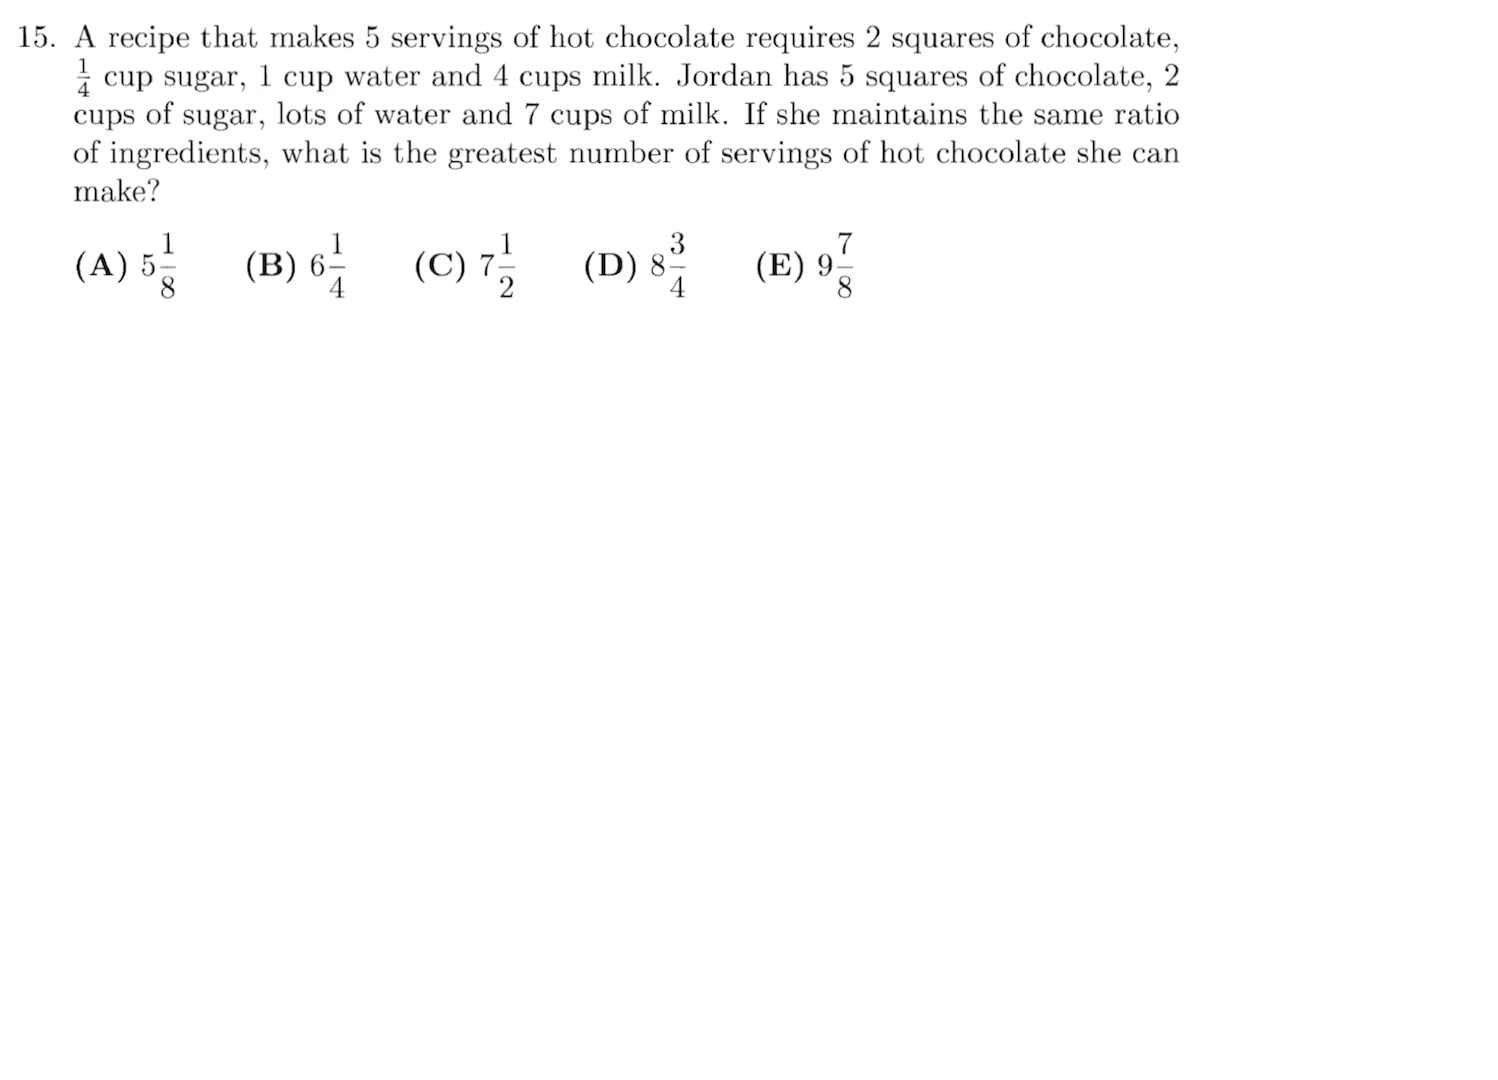 15. A recipe that makes 5 servings of hot chocolate requires 2 squares of chocolate,
1/4 cup sugar, 1 cup water and 4 cups milk. Jordan has 5 squares of chocolate, 2
cups of sugar, lots of water and 7 cups of milk. If she maintains the same ratio
of ingredients, what is the greatest number of servings of hot chocolate she can
make?
(A) 5 1/8 (B) 6 1/4 (C) 7 1/2 (D) 8 3/4 (E) 9 7/8